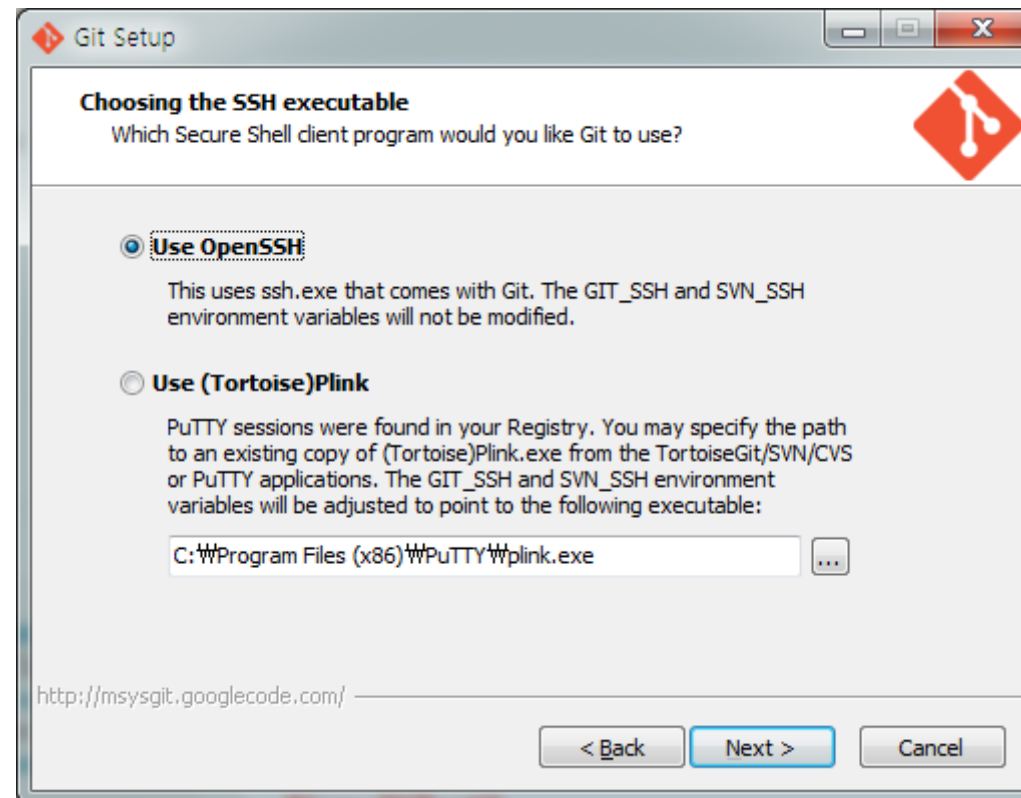 Git Setup
Choosing the SSH executable
Which Secure Shell client program would you like Git to use?
Use OpenSSH
This uses ssh.exe that comes with Git. The GIT_SSH and SVN_SSH
environment variables will not be modified.
Use (Tortoise)Plink
PuTTY sessions were found in your Registry. You may specify the path
to an existing copy of (Tortoise)Plink.exe from the TortoiseGit/SVN/CVS
or PuTTY applications. The GIT_SSH and SVN_SSH environment
variables will be adjusted to point to the following executable:
C:₩Program Files (x86)₩PuTTY₩plink.exe
...
http://msysgit.googlecode.com/
< Back
Next >
Cancel